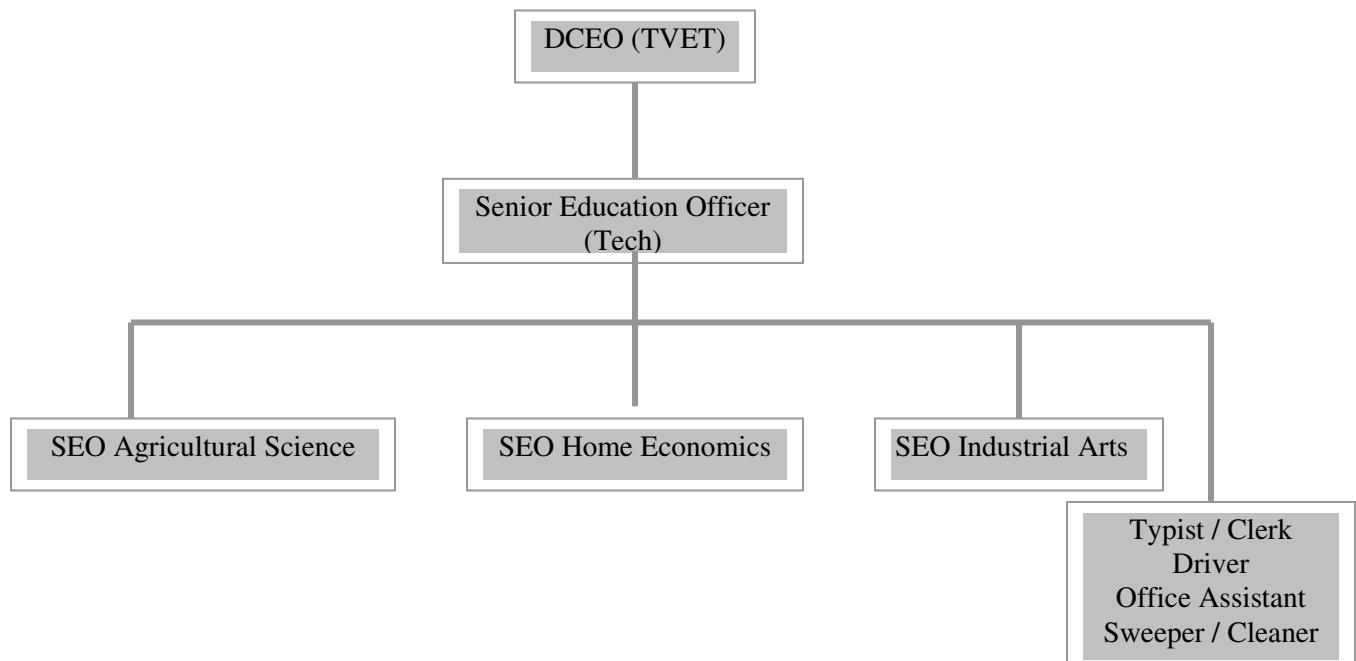 DCEO (TVET)
Senior Education Officer
(Tech)
SEO Agricultural Science
SEO Home Economics
SEO Industrial Arts
Typist / Clerk
Driver
Office Assistant
Sweeper / Cleaner